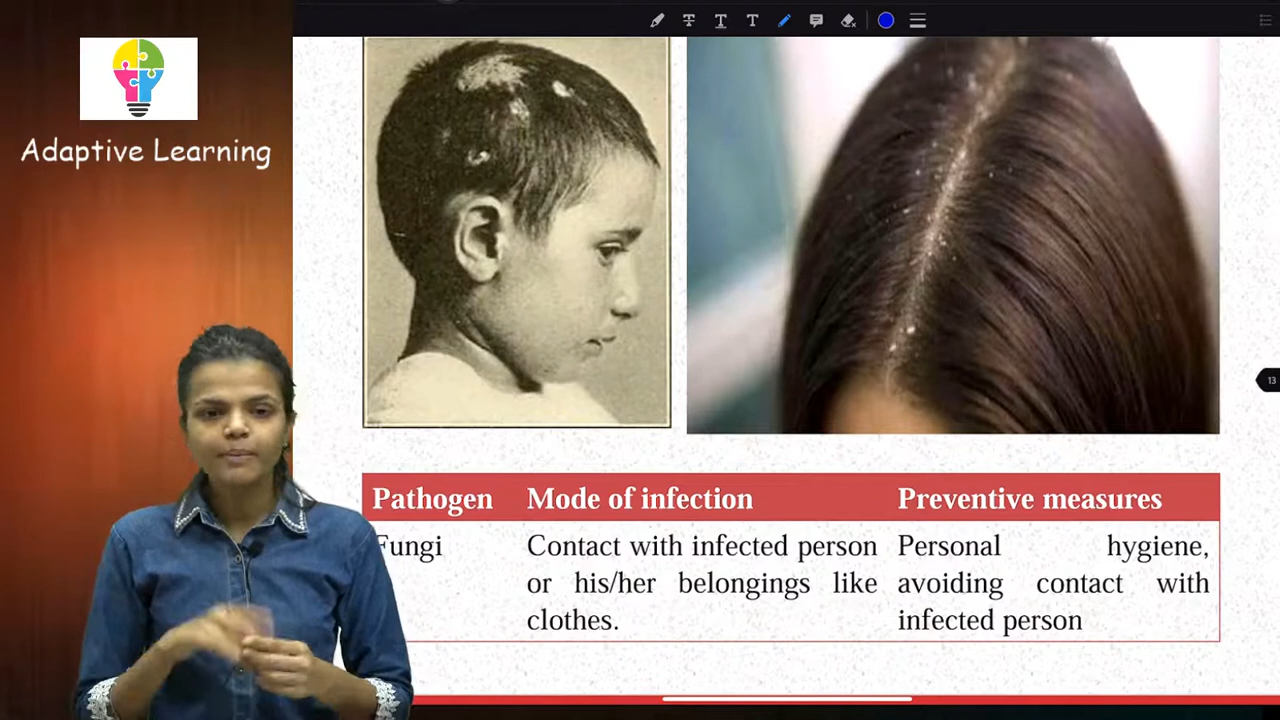 Adaptive Learning
13
Pathogen Mode of infection Preventive measures
Fungi Contact with infected person Personal hygiene,
or his/her belongings like avoiding contact with
clothes. infected person